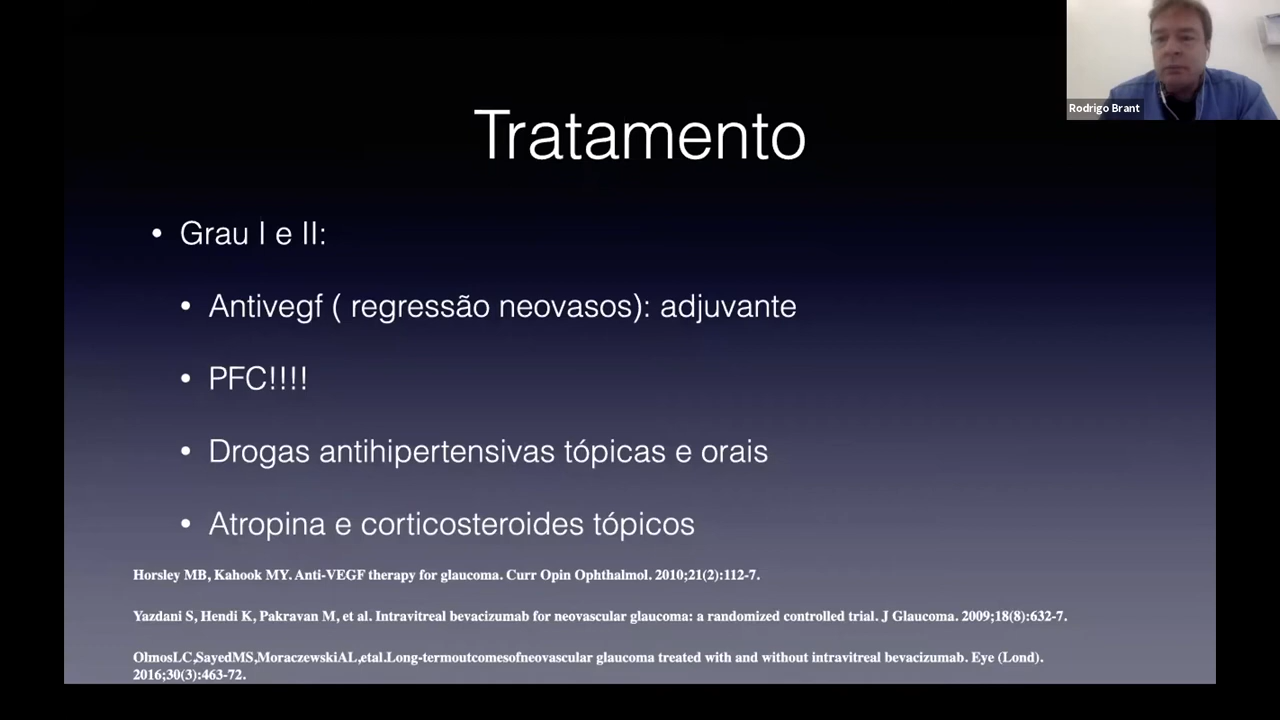 Rodrigo Brant
Tratamento
• Grau I e II:
• Antivegf ( regressão neovasos): adjuvante
• PFC!!!!
• Drogas antihipertensivas tópicas e orais
• Atropina e corticosteroides tópicos
Horsley MB, Kahook MY. Anti-VEGF therapy for glaucoma. Curr Opin Ophthalmol. 2010;21(2):112-7.
Yazdani S, Hendi K, Pakravan M, et al. Intravitreal bevacizumab for neovascular glaucoma: a randomized controlled trial. J Glaucoma. 2009;18(8):632-7.
OlmosLC,SayedMS,MoraczewskiAL,etal.Long-termoutcomesofneovascular glaucoma treated with and without intravitreal bevacizumab. Eye (Lond).
2016;30(3):463-72.